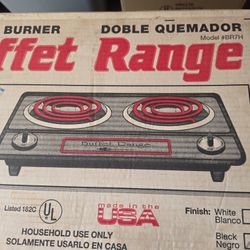 BURNER DOBLE QUEMADOR
Model #BR7H
ffet Range
Buffet Range
Listed 182C UL
made in the
USA
Finish: White
Blanco
Black
Negro
HOUSEHOLD USE ONLY
SOLAMENTE USARLO EN CASA